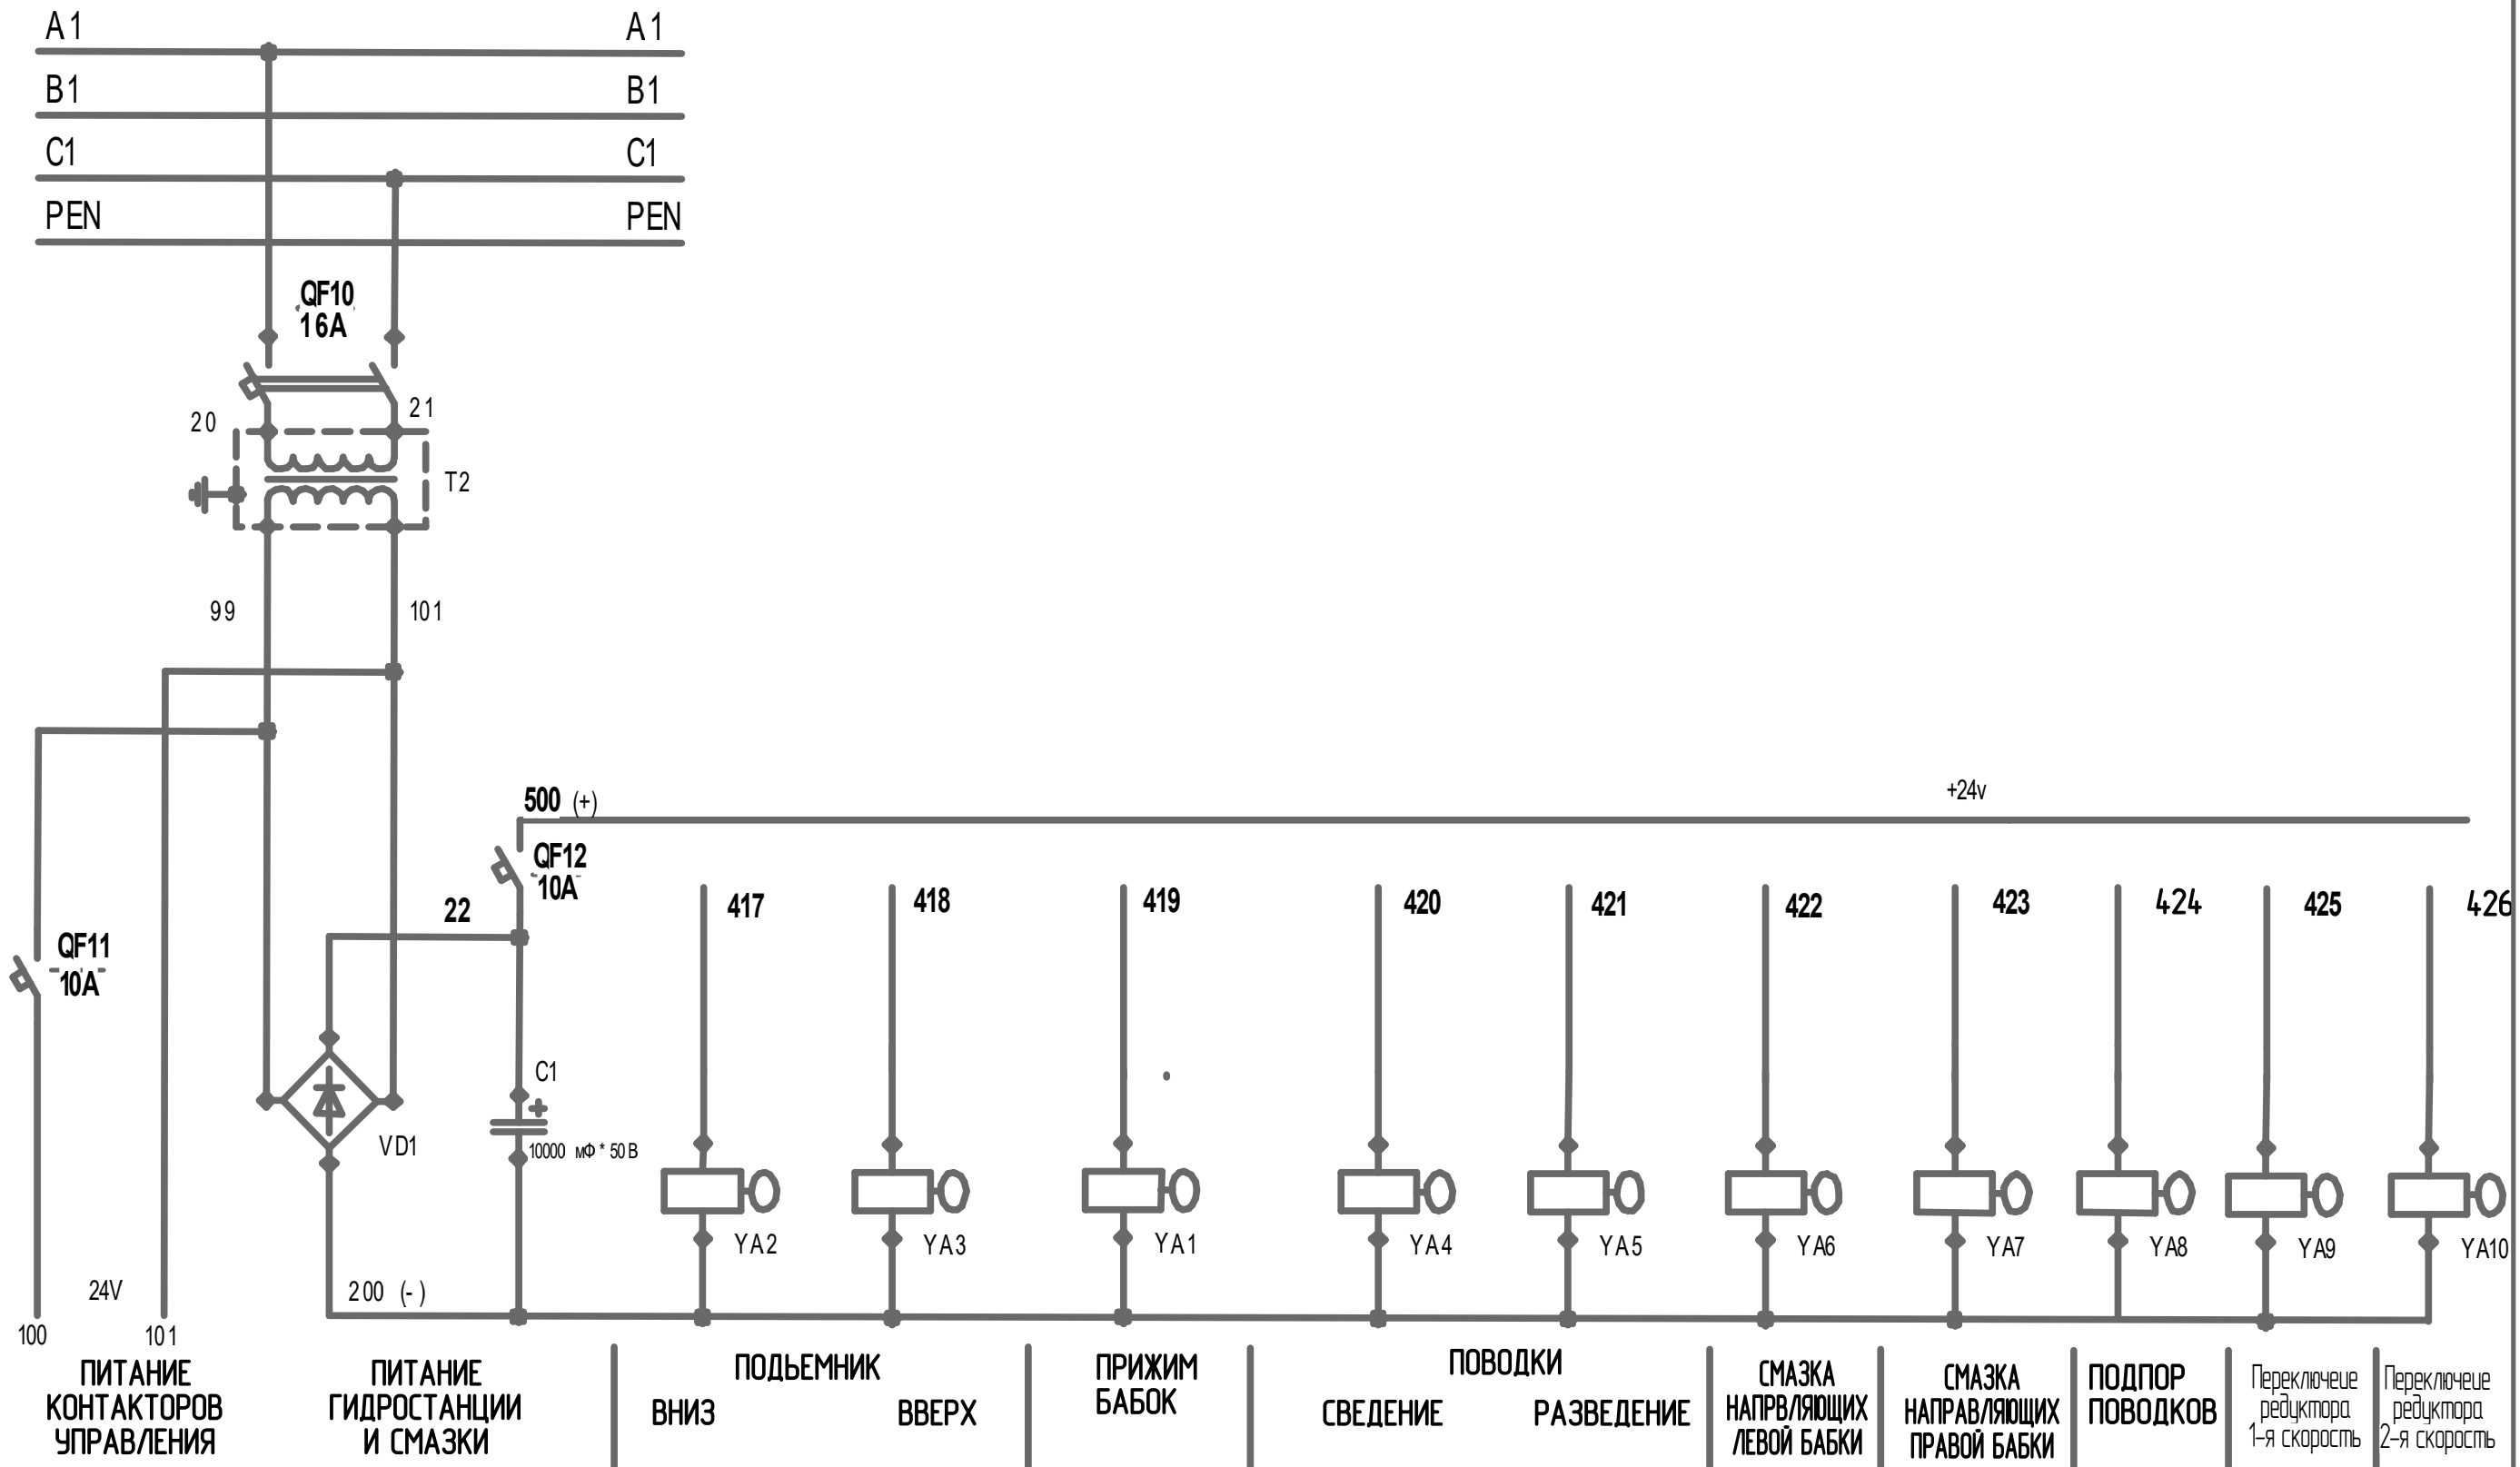 A1 A1
B1 B1
C1 C1
PEN PEN
QF10
16A
20 21
T2
99 101
+24v
500 (+)
QF12
10A
22
417 418 419 420 421 422 423 424 425 426
QF11
10A
C1
+
VD1
10000 мФ * 50 В
YA2 YA3 YA1 YA4 YA5 YA6 YA7 YA8 YA9 YA10
24V
200 (-)
100 101
ПИТАНИЕ
КОНТАКТОРОВ
УПРАВЛЕНИЯ
ПИТАНИЕ
ГИДРОСТАНЦИИ
И СМАЗКИ
ПОДЬЕМНИК
ВНИЗ ВВЕРХ
ПРИЖИМ
БАБОК
ПОВОДКИ
СВЕДЕНИЕ РАЗВЕДЕНИЕ
СМАЗКА
НАПРВЛЯЮЩИХ
ЛЕВОЙ БАБКИ
СМАЗКА
НАПРАВЛЯЮЩИХ
ПРАВОЙ БАБКИ
ПОДПОР
ПОВОДКОВ
Переключеие
редуктора
1-я скорость
Переключеие
редуктора
2-я скорость